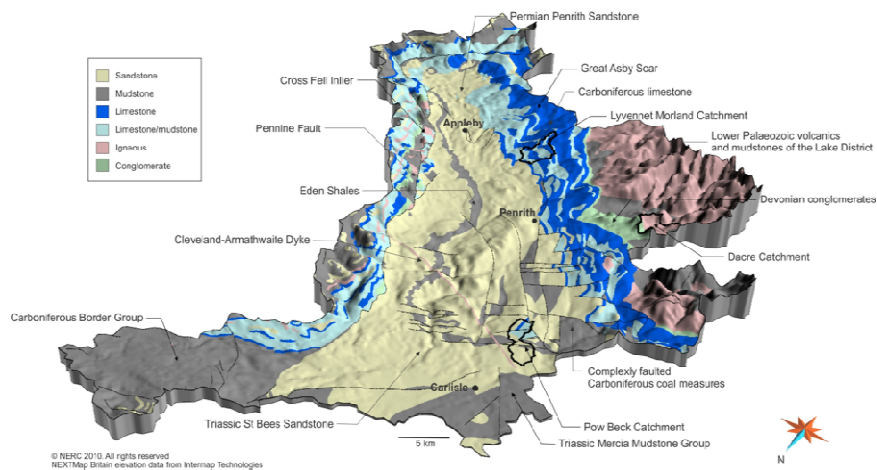 Permian Penrith Sandstone
Sandstone
Mudstone
Limestone
Limestone/mudstone
Igneous
Conglomerate
Cross Fell Inlier
Great Asby Scar
Carboniferous limestone
Lyvennet Morland Catchment
Pennine Fault
Appleby
Lower Palaeozoic volcanics
and mudstones of the Lake District
Eden Shales
Devonian conglomerates
Penrith
Cleveland-Armathwaite Dyke
Dacre Catchment
Carboniferous Border Group
Complexly faulted
Carboniferous coal measures
Carlisle
Triassic St Bees Sandstone
Pow Beck Catchment
5 km
Triassic Mercia Mudstone Group
© NERC 2010. All rights reserved
NEXTMap Britain elevation data from Intermap Technologies
N